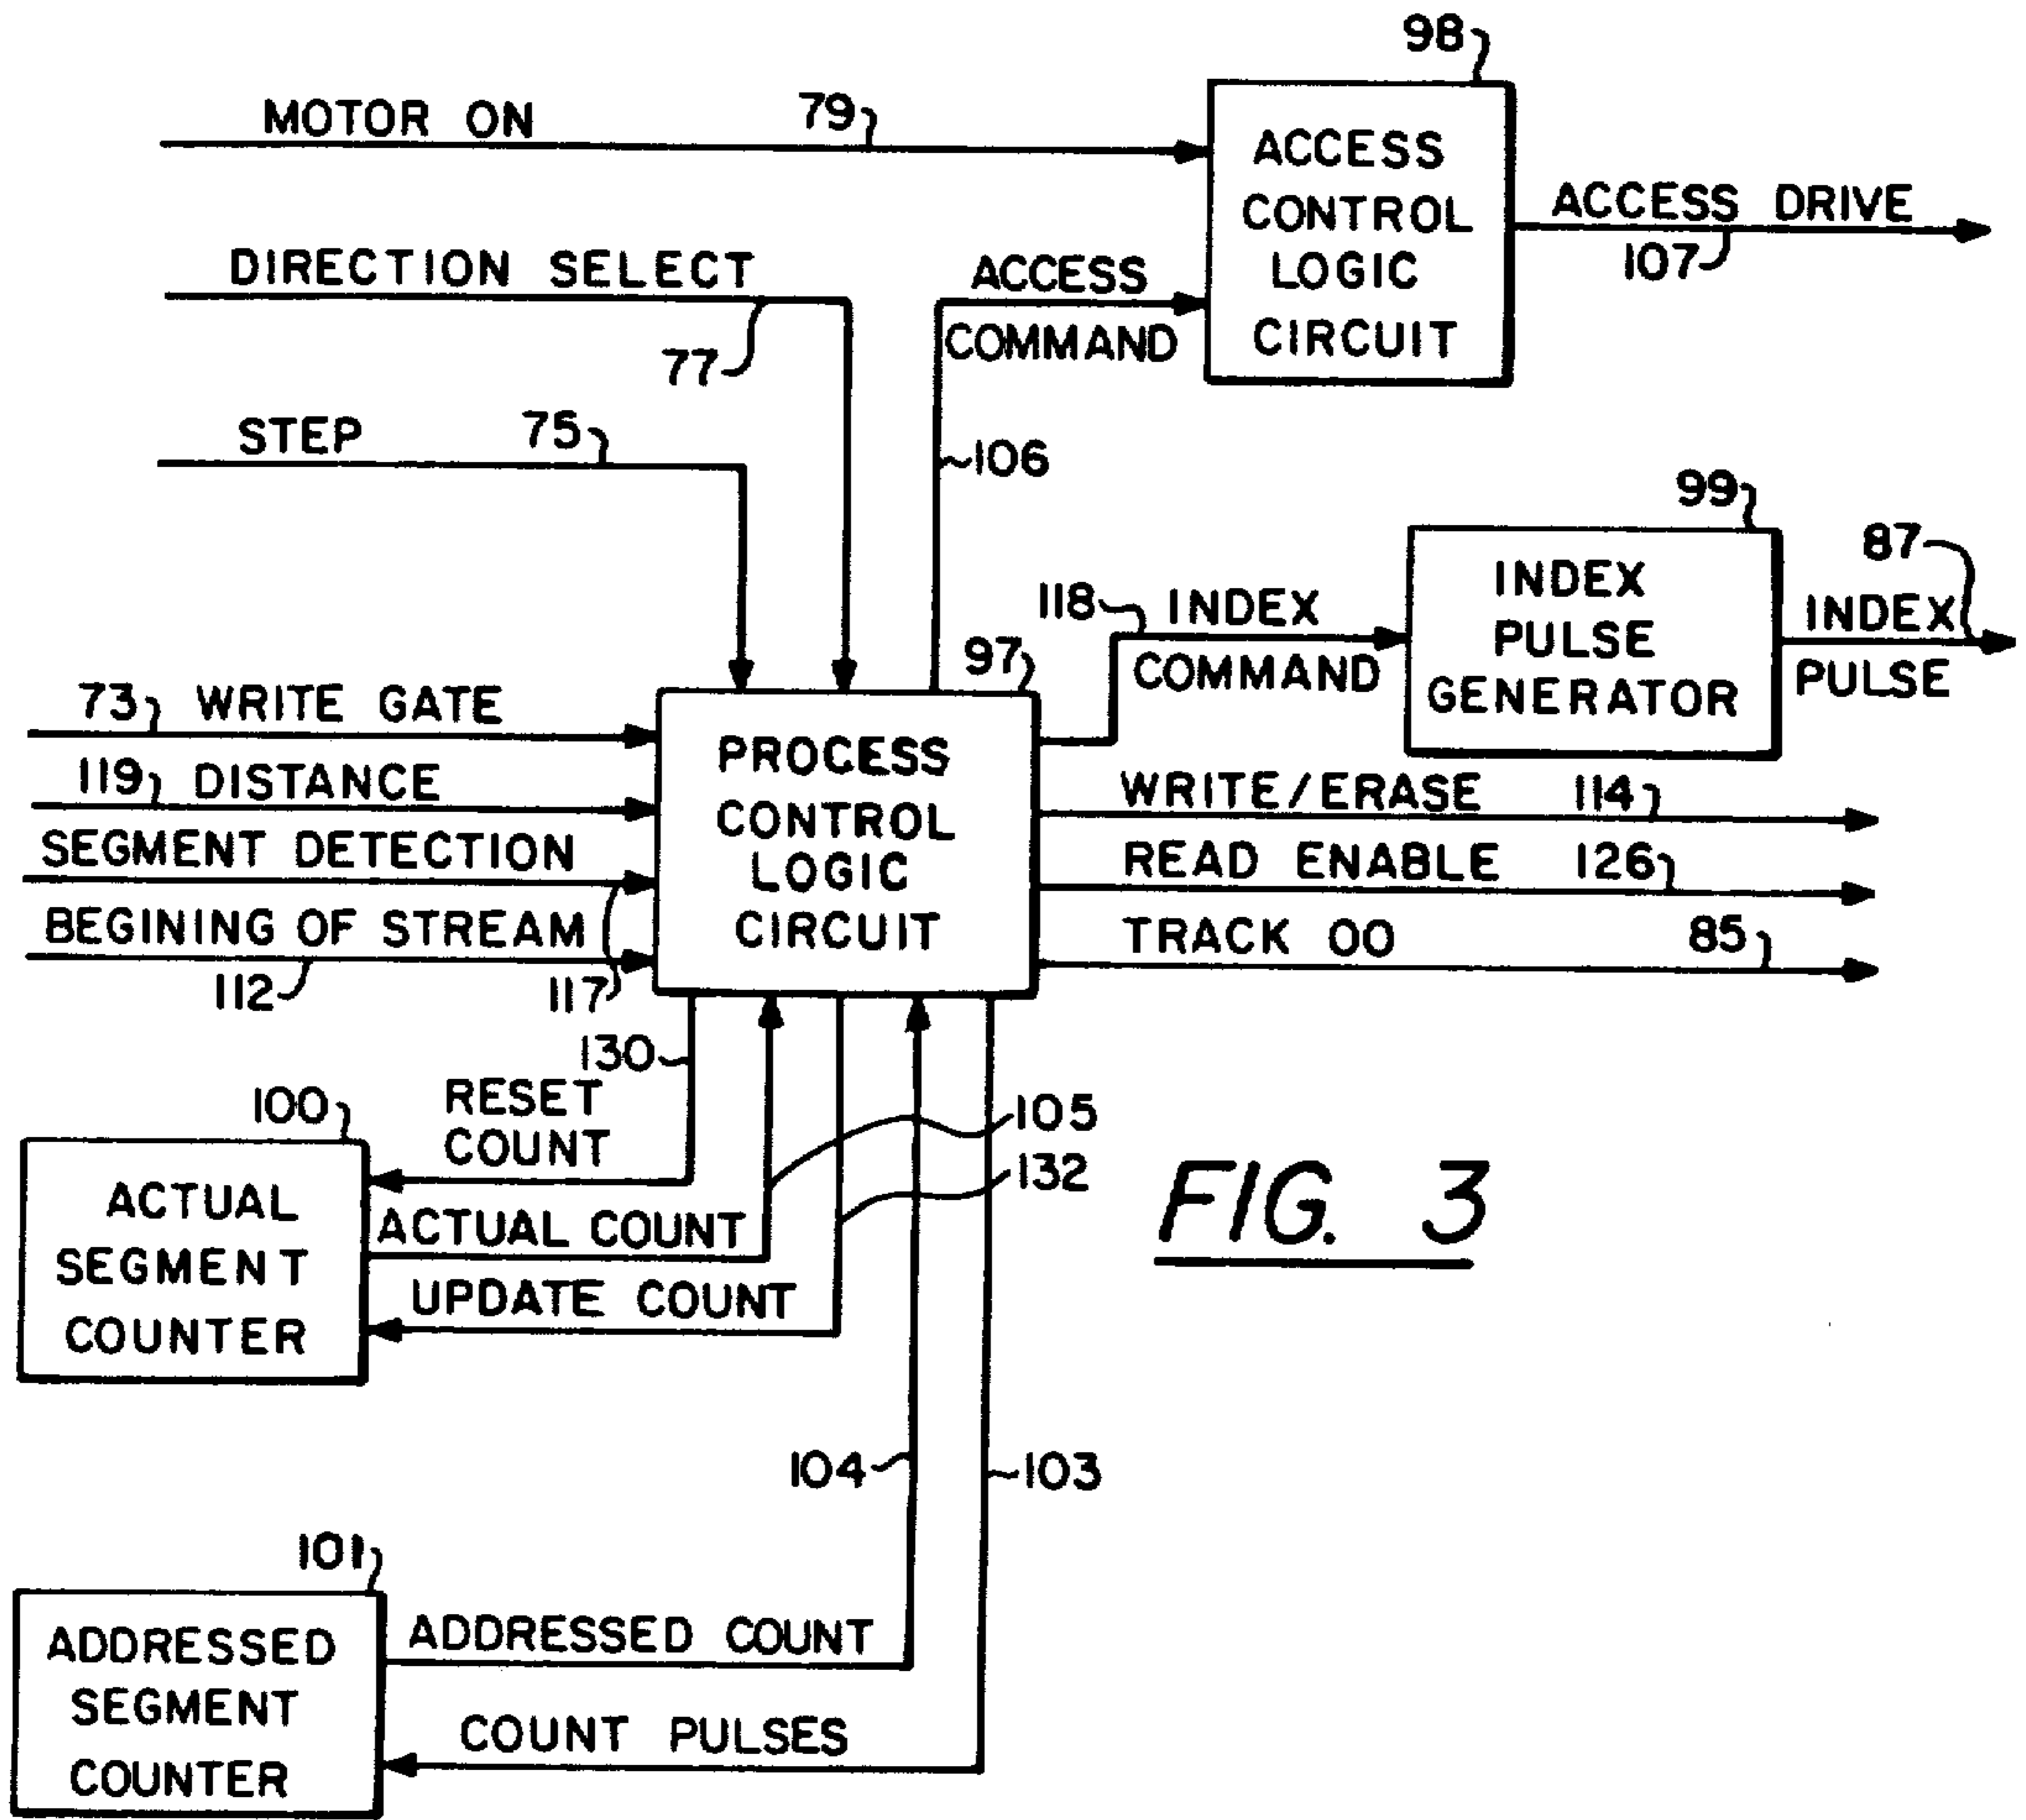 98
MOTOR ON
79
ACCESS
CONTROL
LOGIC
CIRCUIT
ACCESS DRIVE
107
DIRECTION SELECT
77
ACCESS
COMMAND
STEP
75
106
99
87
118
INDEX
COMMAND
INDEX
PULSE
GENERATOR
INDEX
PULSE
97
73 WRITE GATE
119 DISTANCE
SEGMENT DETECTION
BEGINING OF STREAM
112
117
PROCESS
CONTROL
LOGIC
CIRCUIT
WRITE/ERASE 114
READ ENABLE 126
TRACK 00 85
130
RESET
COUNT
100
105
132
ACTUAL
SEGMENT
COUNTER
ACTUAL COUNT
UPDATE COUNT
FIG. 3
104
103
101
ADDRESSED
SEGMENT
COUNTER
ADDRESSED COUNT
COUNT PULSES